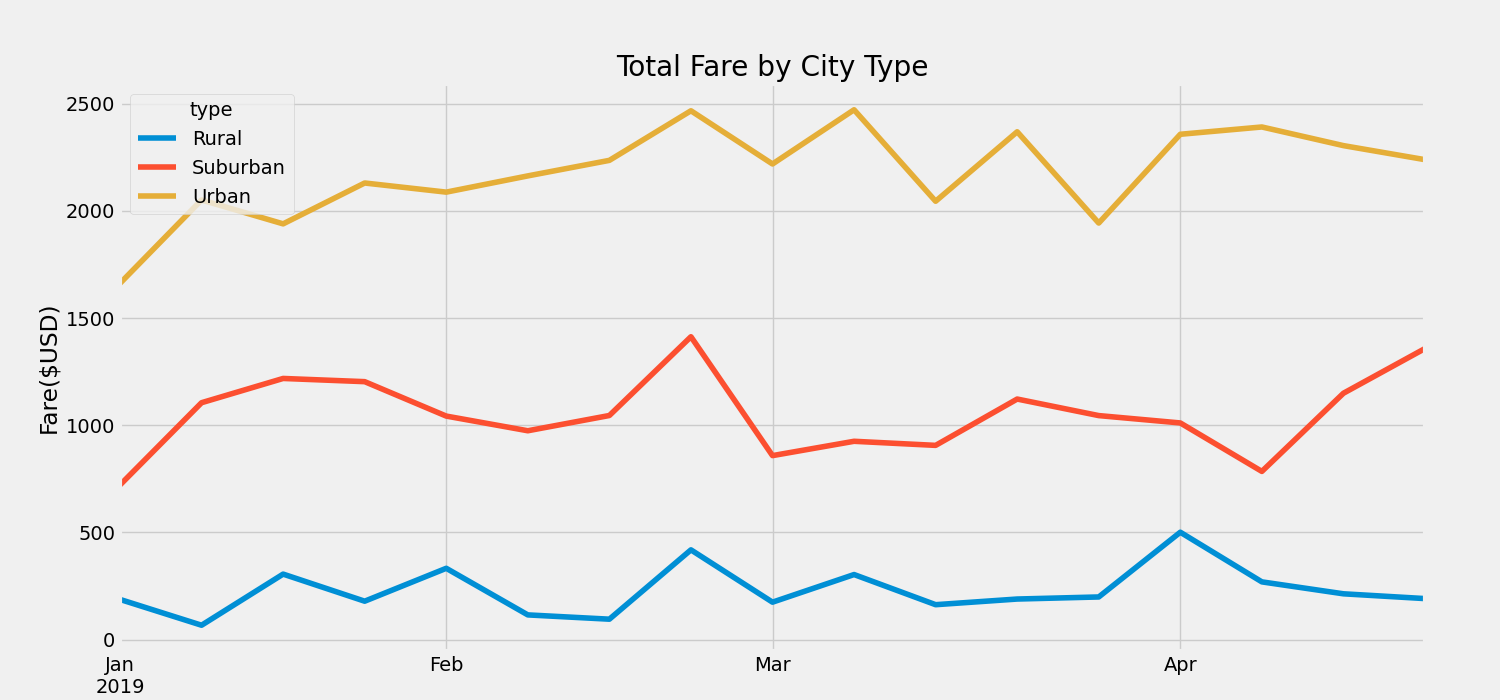 Total Fare by City Type
type
Rural
Suburban
Urban
Fare($USD)
2500
2000
1500
1000
500
0
Jan
2019
Feb
Mar
Apr